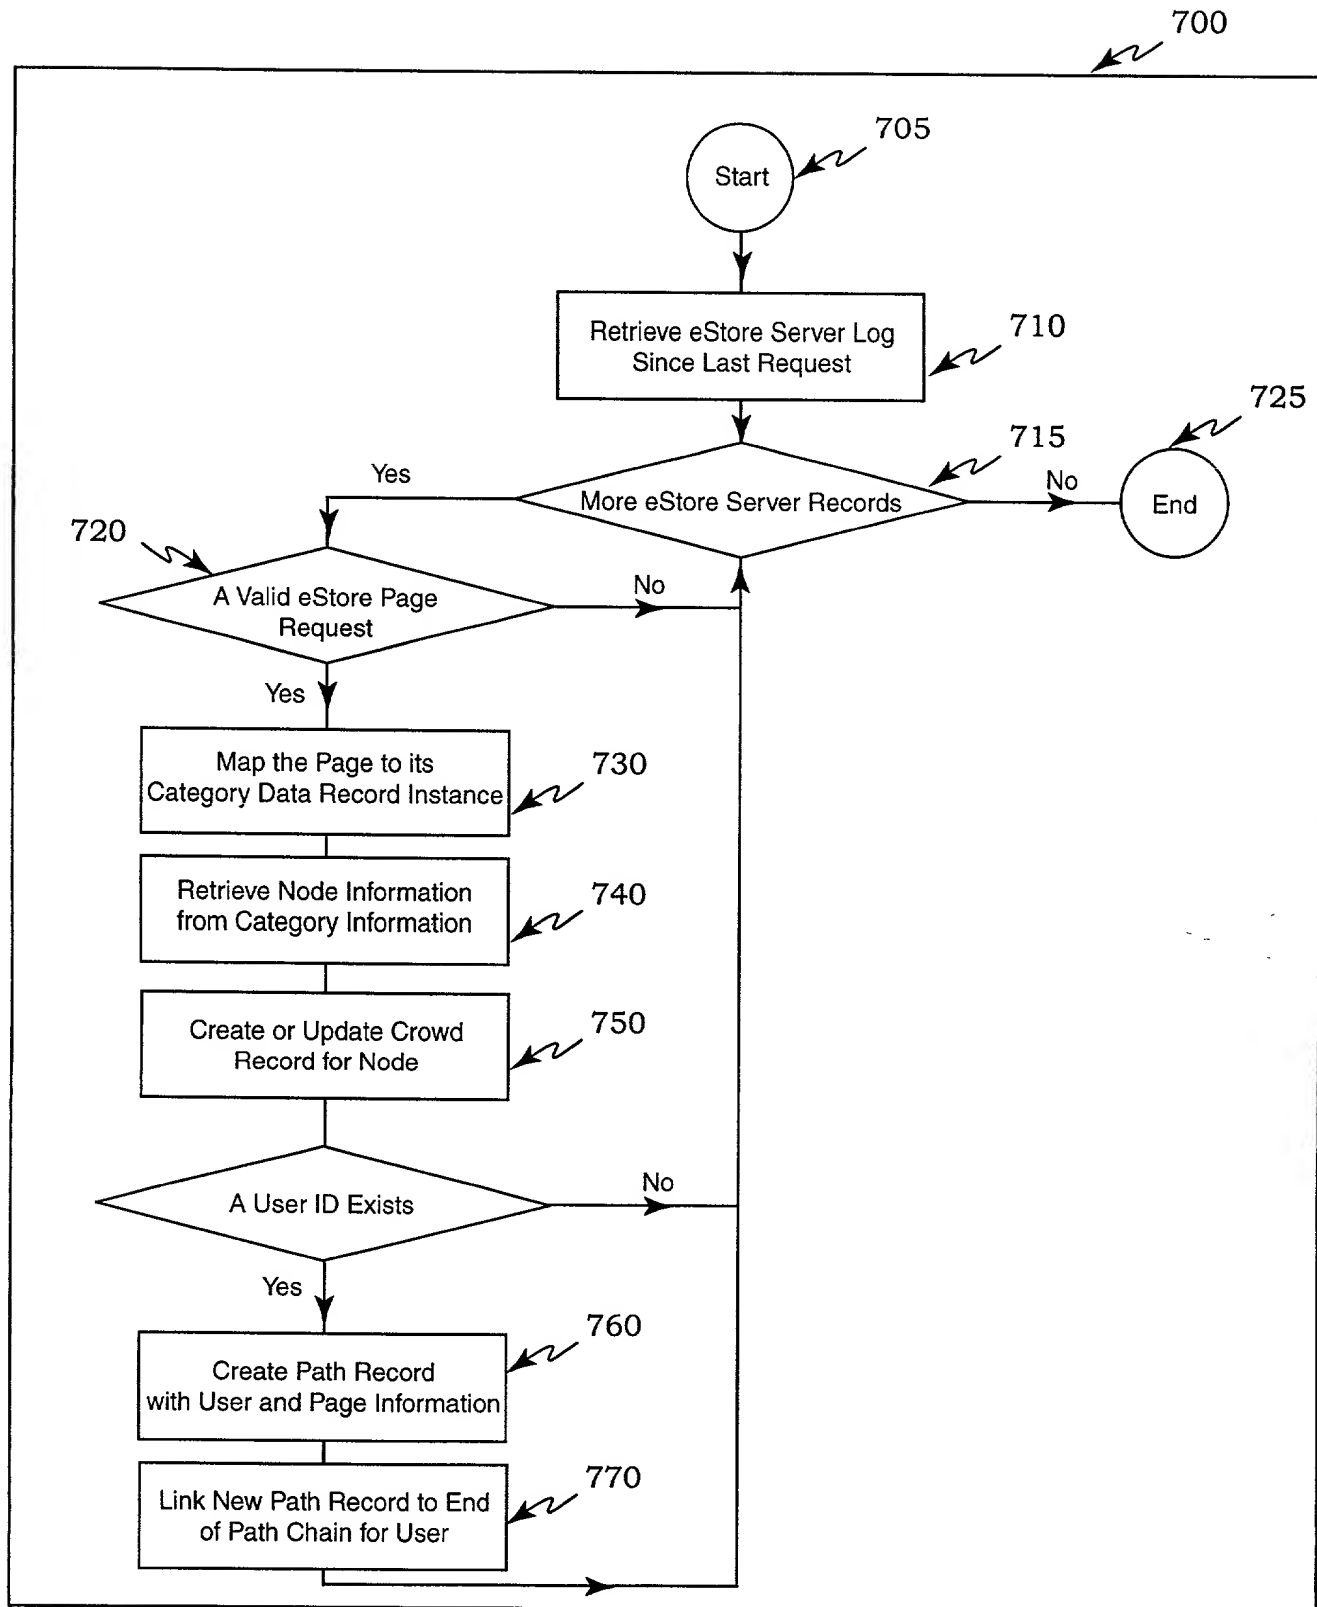 700
705
Start
Retrieve eStore Server Log
Since Last Request
710
725
715
Yes
More eStore Server Records
No
End
720
A Valid eStore Page
Request
No
Yes
Map the Page to its
Category Data Record Instance
730
Retrieve Node Information
from Category Information
740
Create or Update Crowd
Record for Node
750
A User ID Exists
No
Yes
Create Path Record
with User and Page Information
760
Link New Path Record to End
of Path Chain for User
770